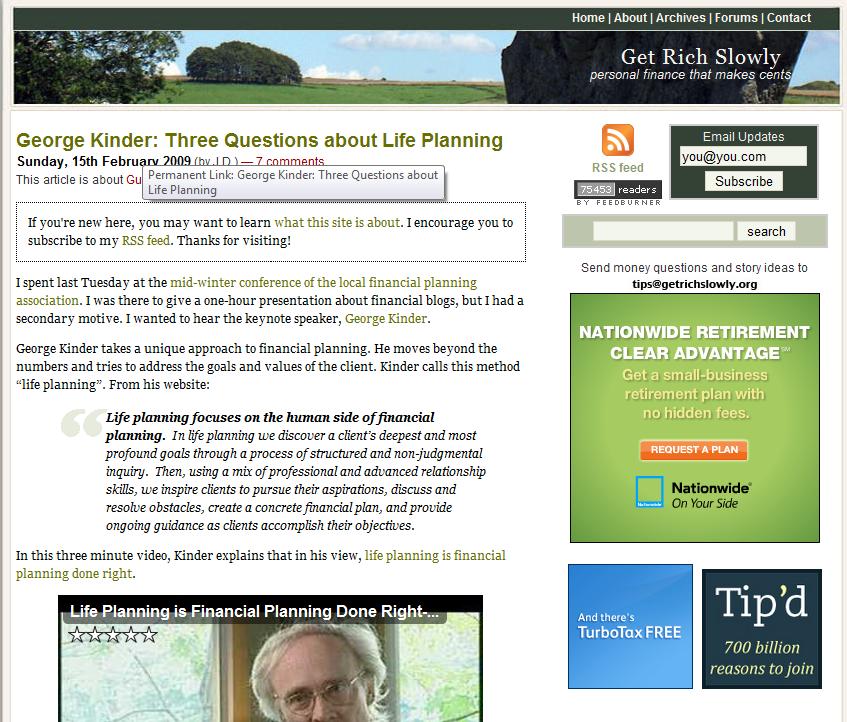 Home | About | Archives | Forums | Contact
Get Rich Slowly
personal finance that makes cents
George Kinder: Three Questions about Life Planning
Sunday, 15th February 2009 (by J.D.) — 7 comments
This article is about Gu
Permanent Link: George Kinder: Three Questions about
Life Planning
If you're new here, you may want to learn what this site is about. I encourage you to
subscribe to my RSS feed. Thanks for visiting!
I spent last Tuesday at the mid-winter conference of the local financial planning
association. I was there to give a one-hour presentation about financial blogs, but I had a
secondary motive. I wanted to hear the keynote speaker, George Kinder.
George Kinder takes a unique approach to financial planning. He moves beyond the
numbers and tries to address the goals and values of the client. Kinder calls this method
“life planning”. From his website:
“
Life planning focuses on the human side of financial
planning. In life planning we discover a client's deepest and most
profound goals through a process of structured and non-judgmental
inquiry. Then, using a mix of professional and advanced relationship
skills, we inspire clients to pursue their aspirations, discuss and
resolve obstacles, create a concrete financial plan, and provide
ongoing guidance as clients accomplish their objectives.
In this three minute video, Kinder explains that in his view, life planning is financial
planning done right.
Life Planning is Financial Planning Done Right-...
RSS feed
75453 readers
BY FEEDBURNER
Email Updates
you@you.com
Subscribe
search
Send money questions and story ideas to
tips@getrichslowly.org
NATIONWIDE RETIREMENT
CLEAR ADVANTAGE℠
Get a small-business
retirement plan with
no hidden fees.
REQUEST A PLAN
Nationwide
Nationwide®
On Your Side
And there's
TurboTax FREE
Tip'd
700 billion
reasons to join